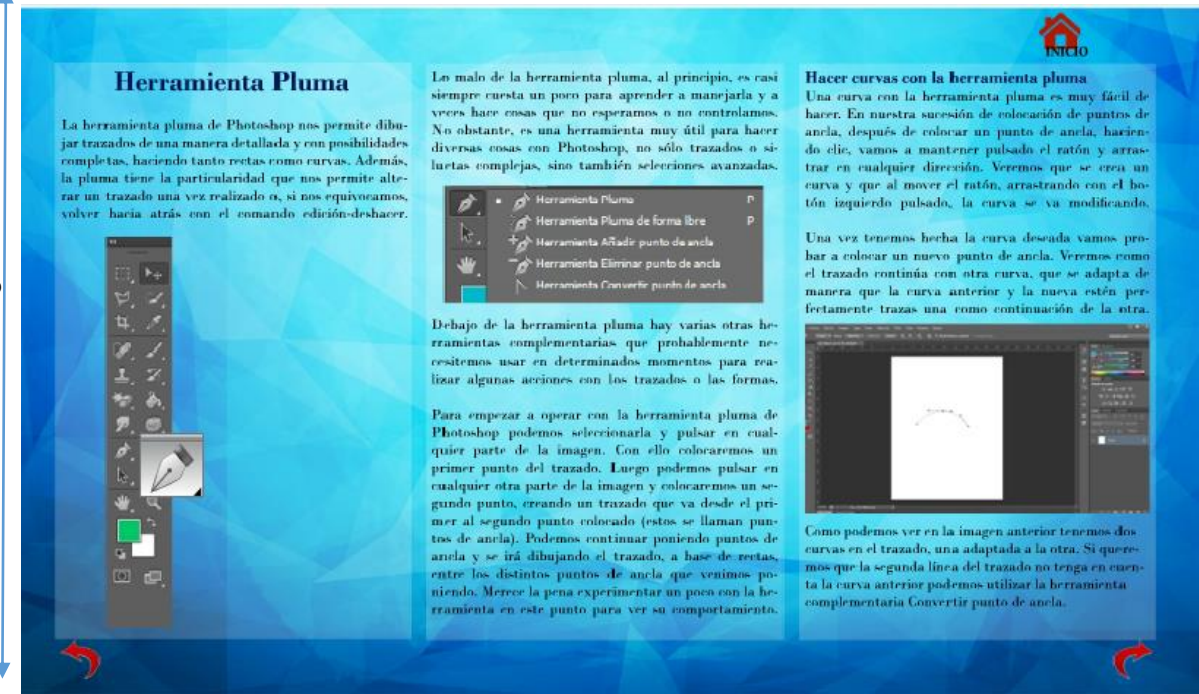 INICIO
Herramienta Pluma
La herramienta pluma de Photoshop nos permite dibu-
jar trazados de una manera detallada y con posibilidades
completas, haciendo tanto rectas como curvas. Además,
la pluma tiene la particularidad que nos permite alte-
rar un trazado una vez realizado o, si nos equivocamos,
volver hacia atrás con el comando edición-deshacer.
Lo malo de la herramienta pluma, al principio, es casi
siempre cuesta un poco para aprender a manejarla y a
veces hace cosas que no esperamos o no controlamos.
No obstante, es una herramienta muy útil para hacer
diversas cosas con Photoshop, no sólo trazados o si-
luetas complejas, sino también selecciones avanzadas.
Herramienta Pluma P
Herramienta Pluma de forma libre P
Herramienta Añadir punto de ancla
Herramienta Eliminar punto de ancla
Herramienta Convertir punto de ancla
Debajo de la herramienta pluma hay varias otras he-
rramientas complementarias que probablemente ne-
cesitemos usar en determinados momentos para rea-
lizar algunas acciones con los trazados o las formas.
Para empezar a operar con la herramienta pluma de
Photoshop podemos seleccionarla y pulsar en cual-
quier parte de la imagen. Con ello colocaremos un
primer punto del trazado. Luego podemos pulsar en
cualquier otra parte de la imagen y colocaremos un se-
gundo punto, creando un trazado que va desde el pri-
mer al segundo punto colocado (estos se llaman pun-
tos de ancla). Podemos continuar poniendo puntos de
ancla y se irá dibujando el trazado, a base de rectas,
entre los distintos puntos de ancla que venimos po-
niendo. Merece la pena experimentar un poco con la he-
rramienta en este punto para ver su comportamiento.
Hacer curvas con la herramienta pluma
Una curva con la herramienta pluma es muy fácil de
hacer. En nuestra sucesión de colocación de puntos de
ancla, después de colocar un punto de ancla, hacien-
do clic, vamos a mantener pulsado el ratón y arras-
trar en cualquier dirección. Veremos que se crea un
curva y que al mover el ratón, arrastrando con el bo-
tón izquierdo pulsado, la curva se va modificando.
Una vez tenemos hecha la curva deseada vamos pro-
bar a colocar un nuevo punto de ancla. Veremos como
el trazado continúa con otra curva, que se adapta de
manera que la curva anterior y la nueva estén per-
fectamente trazas una como continuación de la otra.
Como podemos ver en la imagen anterior tenemos dos
curvas en el trazado, una adaptada a la otra. Si quere-
mos que la segunda línea del trazado no tenga en cuen-
ta la curva anterior podemos utilizar la herramienta
complementaria Convertir punto de ancla.